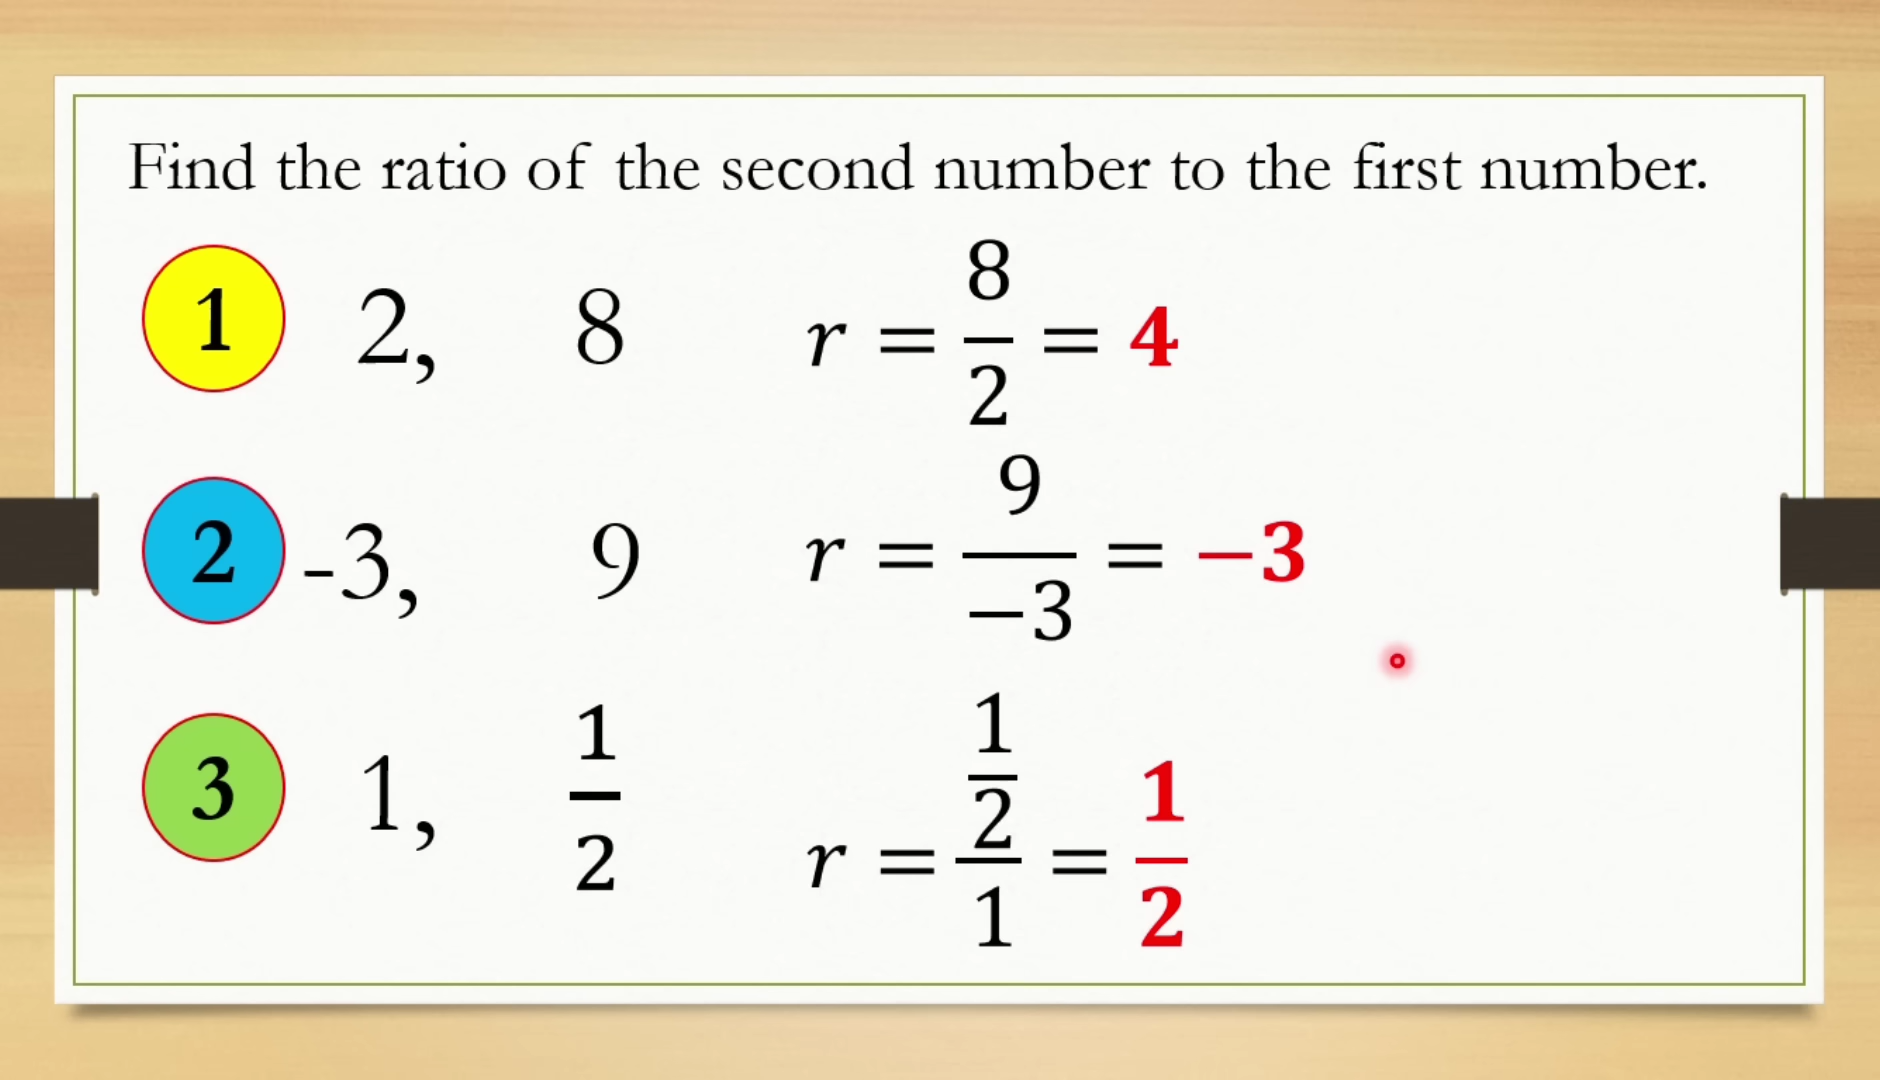 Find the ratio of the second number to the first number.
1 2, 8 r = 8/2 = 4
2 -3, 9 r = 9/−3 = −3
3 1, 1/2 r = 1/2/1 = 1/2